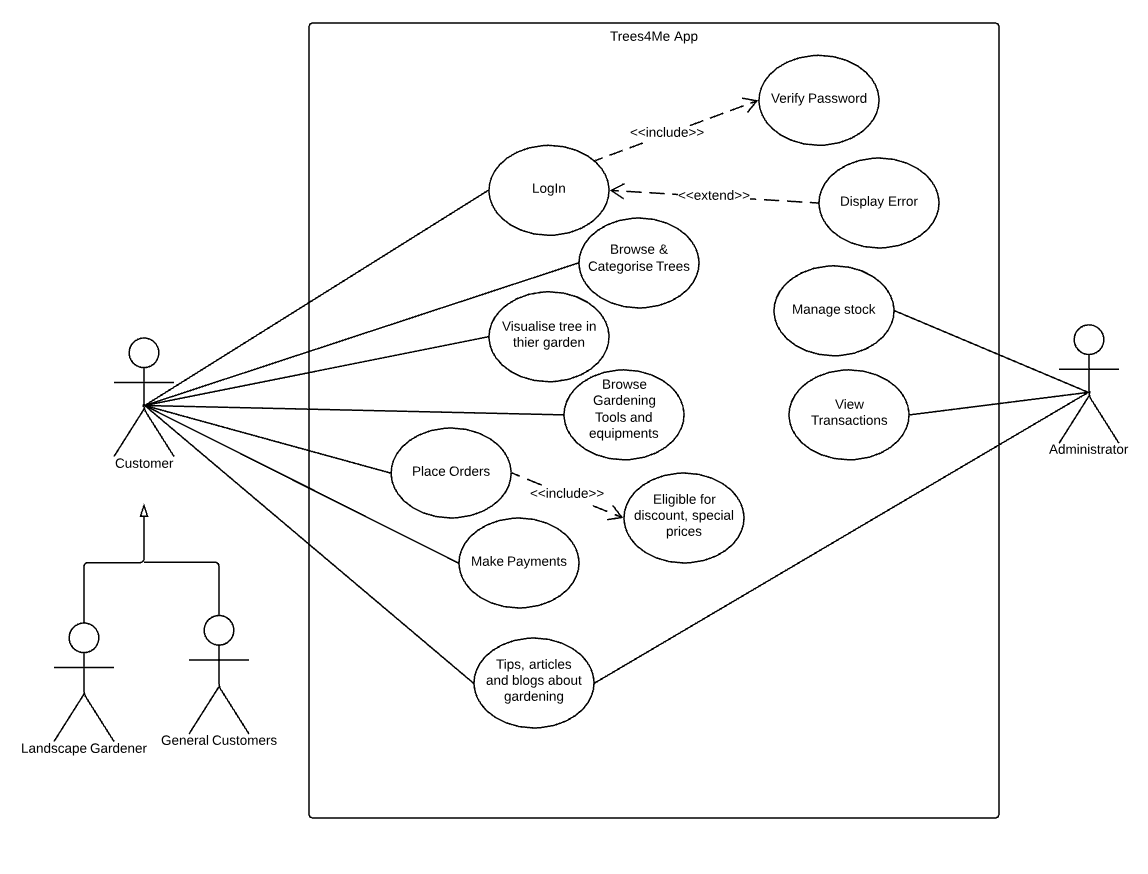 Trees4Me App
Verify Password
<<include>>
LogIn
<<extend>>
Display Error
Browse &
Categorise Trees
Manage stock
Visualise tree in
thier garden
Browse
Gardening
Tools and
equipments
View
Transactions
Customer
Administrator
Place Orders
<<include>>
Eligible for
discount, special
prices
Make Payments
Tips, articles
and blogs about
gardening
Landscape Gardener
General Customers